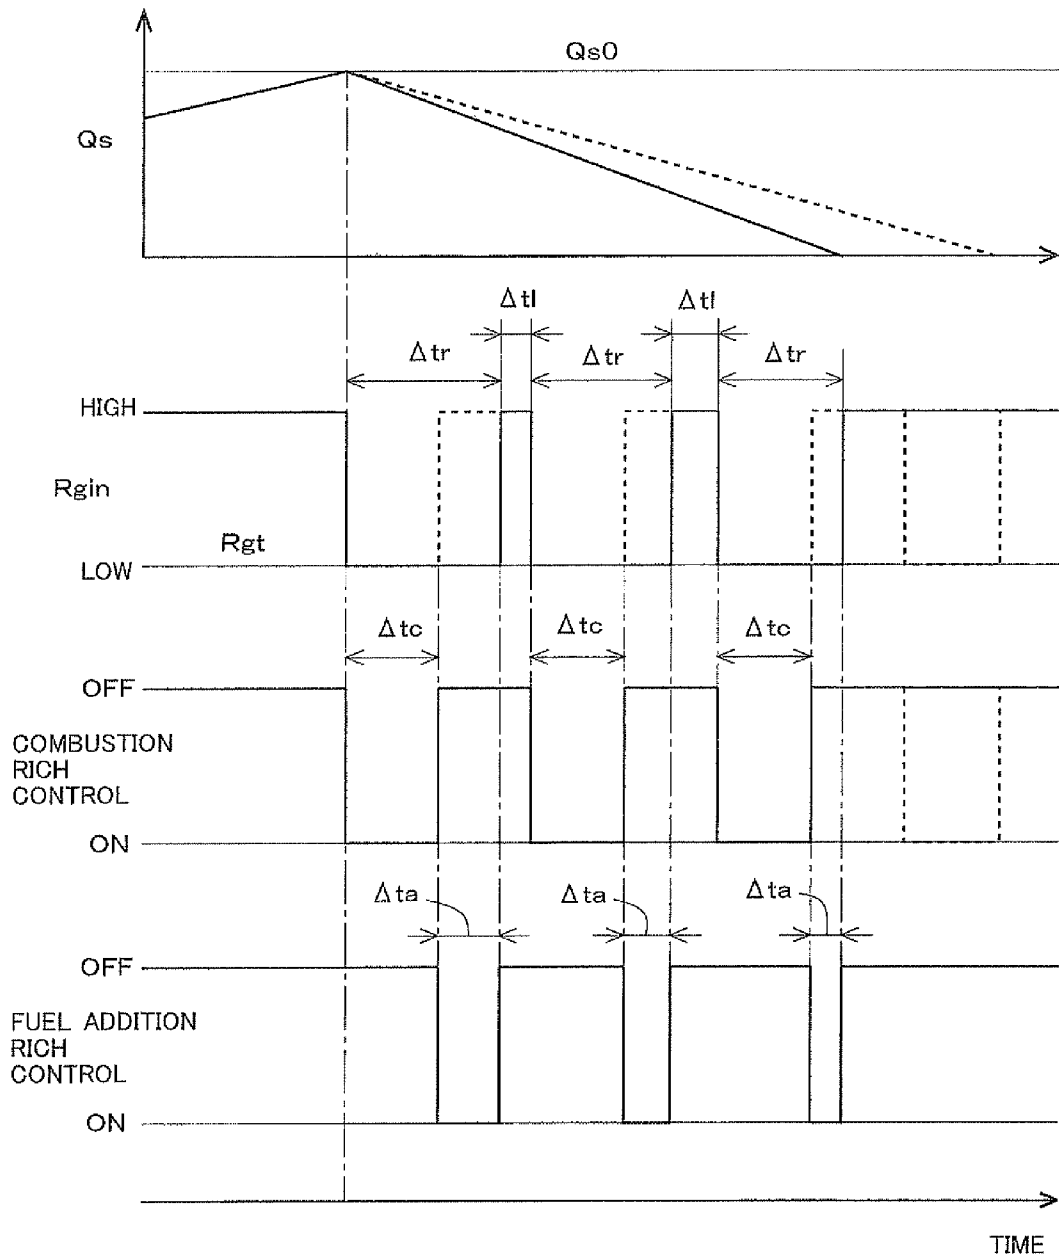 Qs0
Qs
Δtl
Δtl
Δtr
Δtr
Δtr
HIGH
Rgin
Rgt
LOW
Δtc
Δtc
Δtc
OFF
COMBUSTION
RICH
CONTROL
ON
Δta
Δta
Δta
OFF
FUEL ADDITION
RICH
CONTROL
ON
TIME